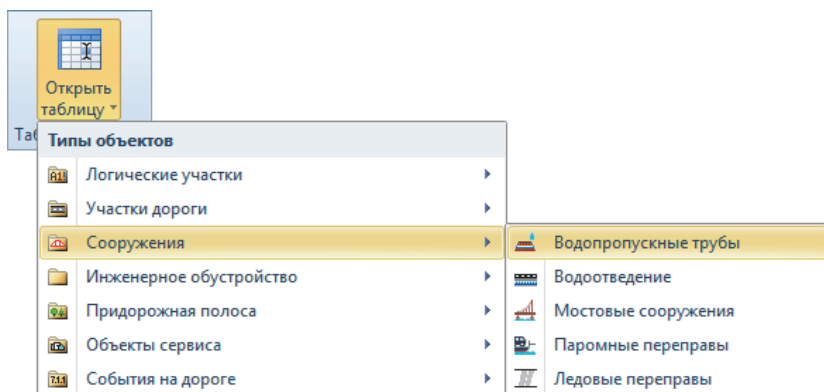 Открыть
таблицу
Типы объектов
Логические участки
Участки дороги
Сооружения
Водопропускные трубы
Инженерное обустройство
Водоотведение
Придорожная полоса
Мостовые сооружения
Объекты сервиса
Паромные переправы
События на дороге
Ледовые переправы